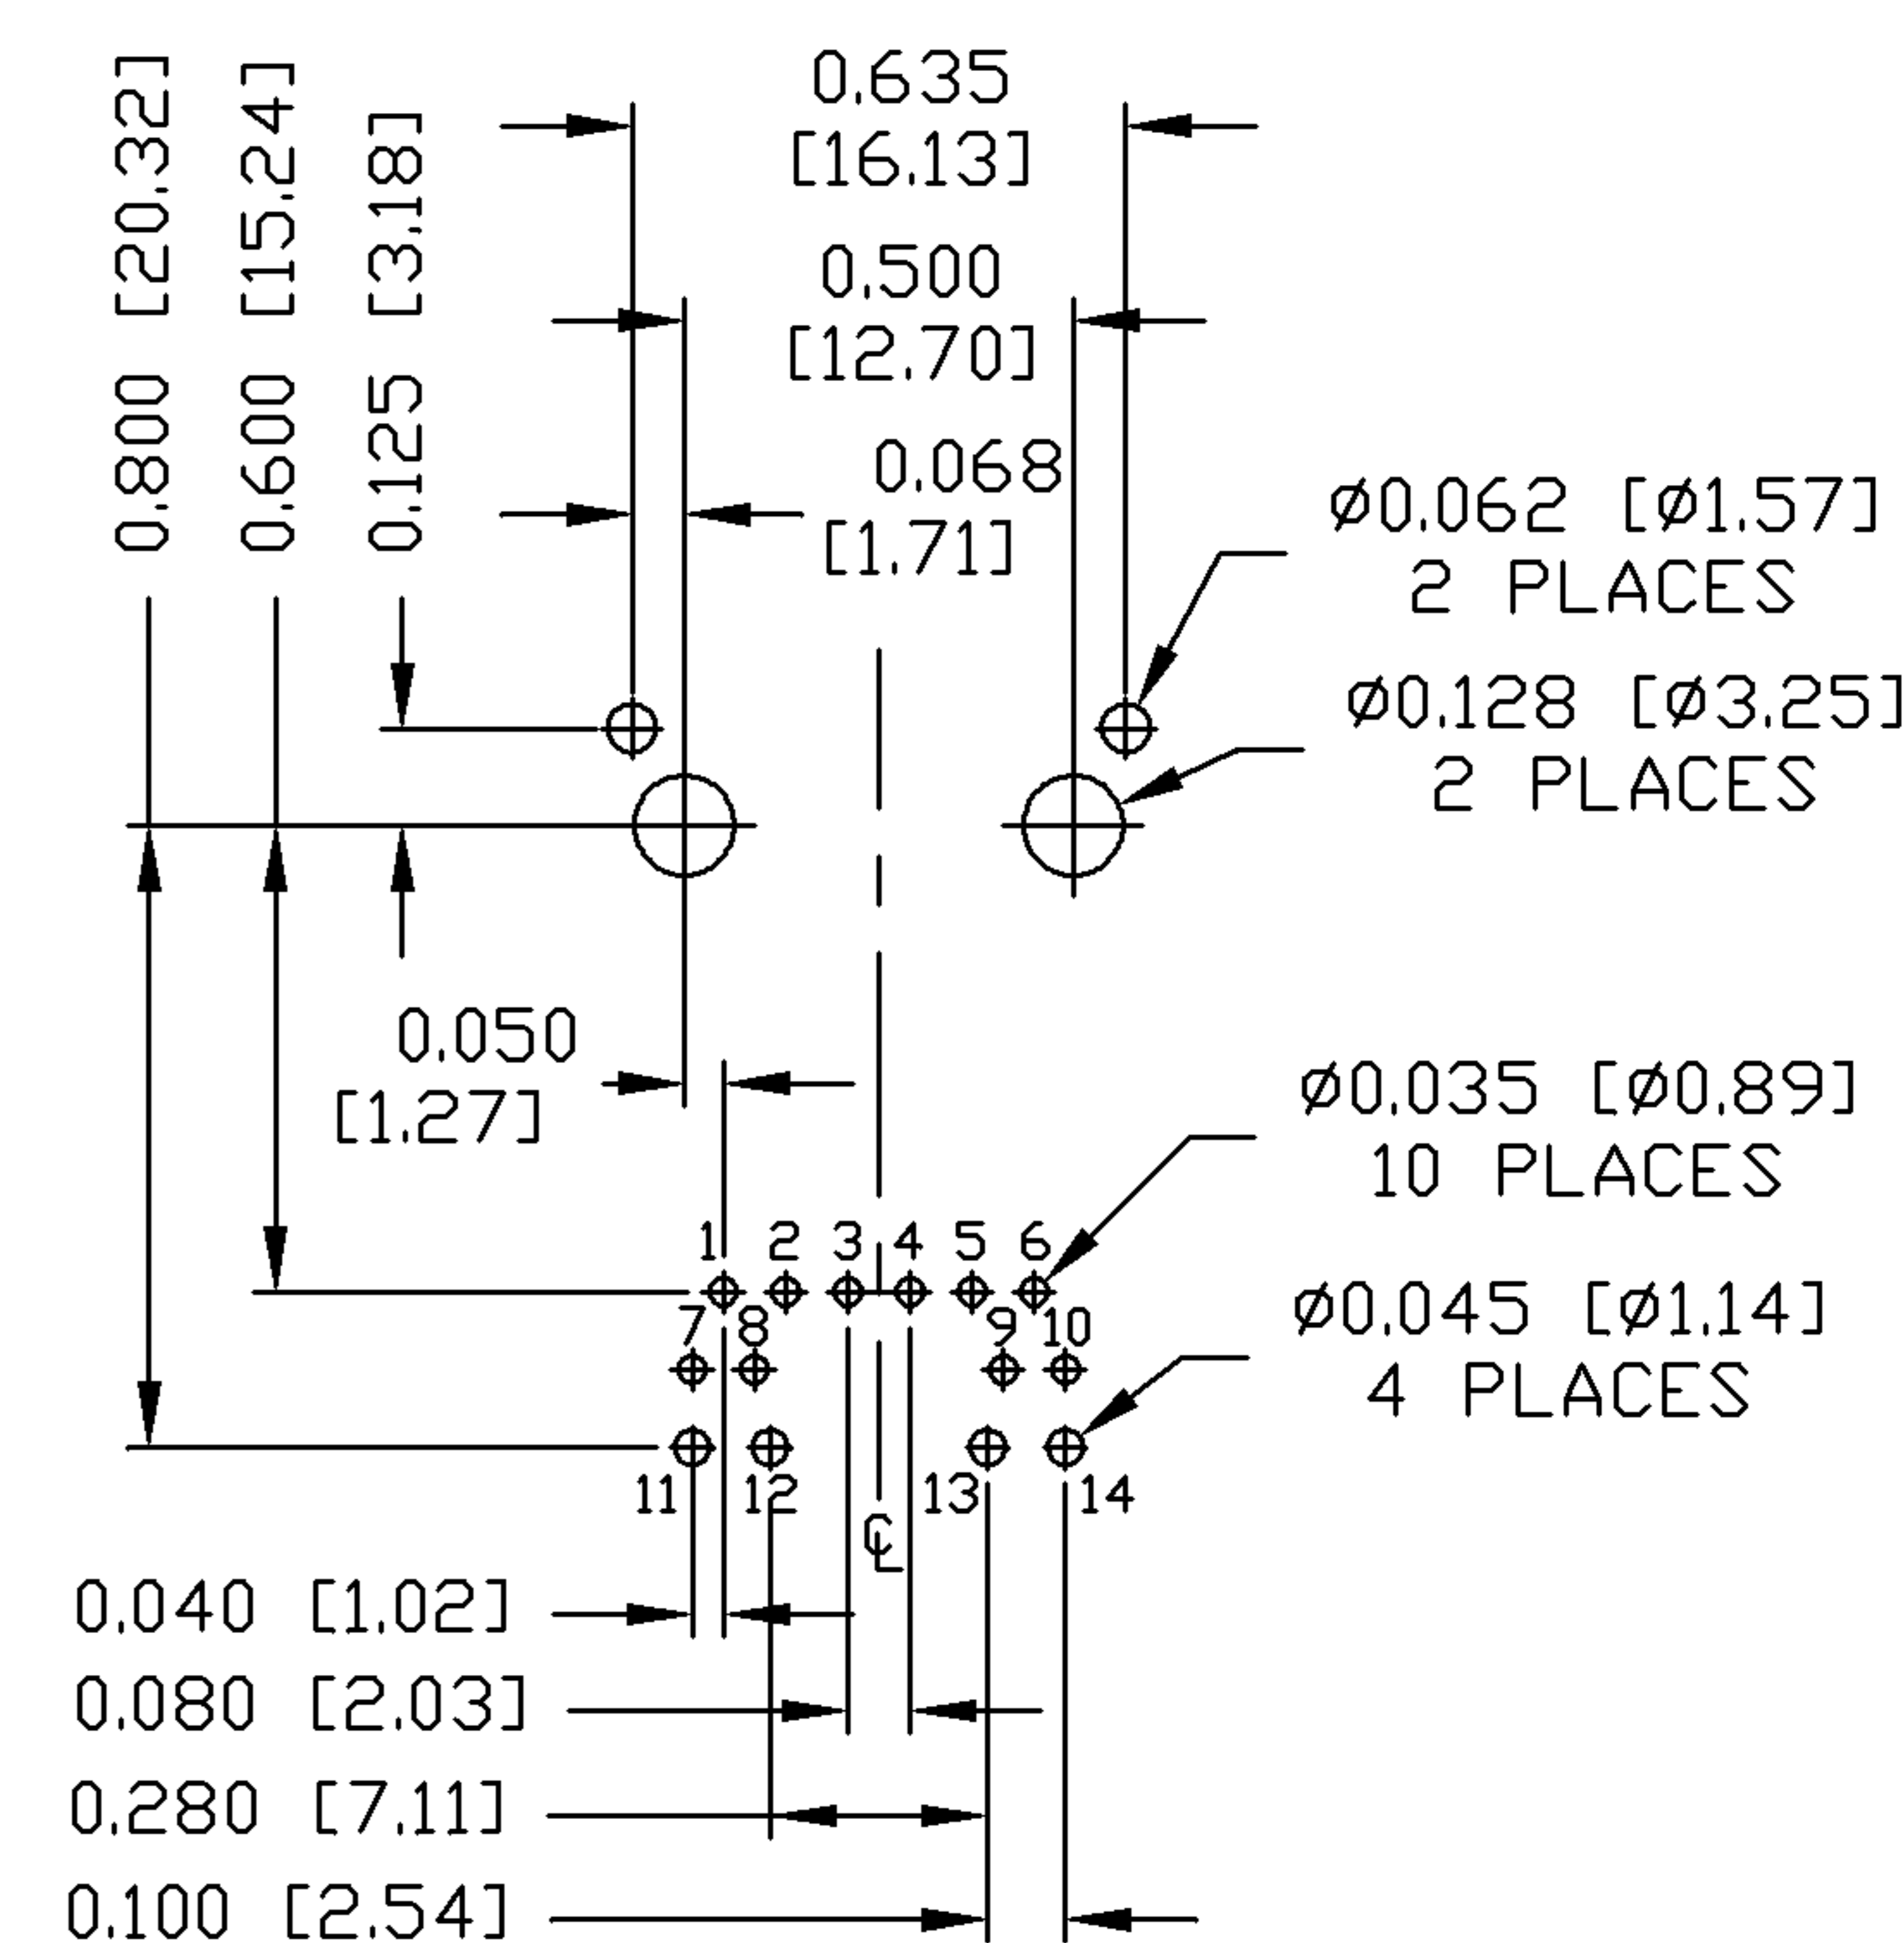 0.800 [20.32]
0.600 [15.24]
0.125 [3.18]
0.635
[16.13]
0.500
[12.70]
0.068
[1.71]
Ø0.062 [Ø1.57]
2 PLACES
Ø0.128 [Ø3.25]
2 PLACES
0.050
[1.27]
Ø0.035 [Ø0.89]
10 PLACES
1 2 3 4 5 6
Ø0.045 [Ø1.14]
4 PLACES
7 8 9 10
11 12 13 14
℄
0.040 [1.02]
0.080 [2.03]
0.280 [7.11]
0.100 [2.54]